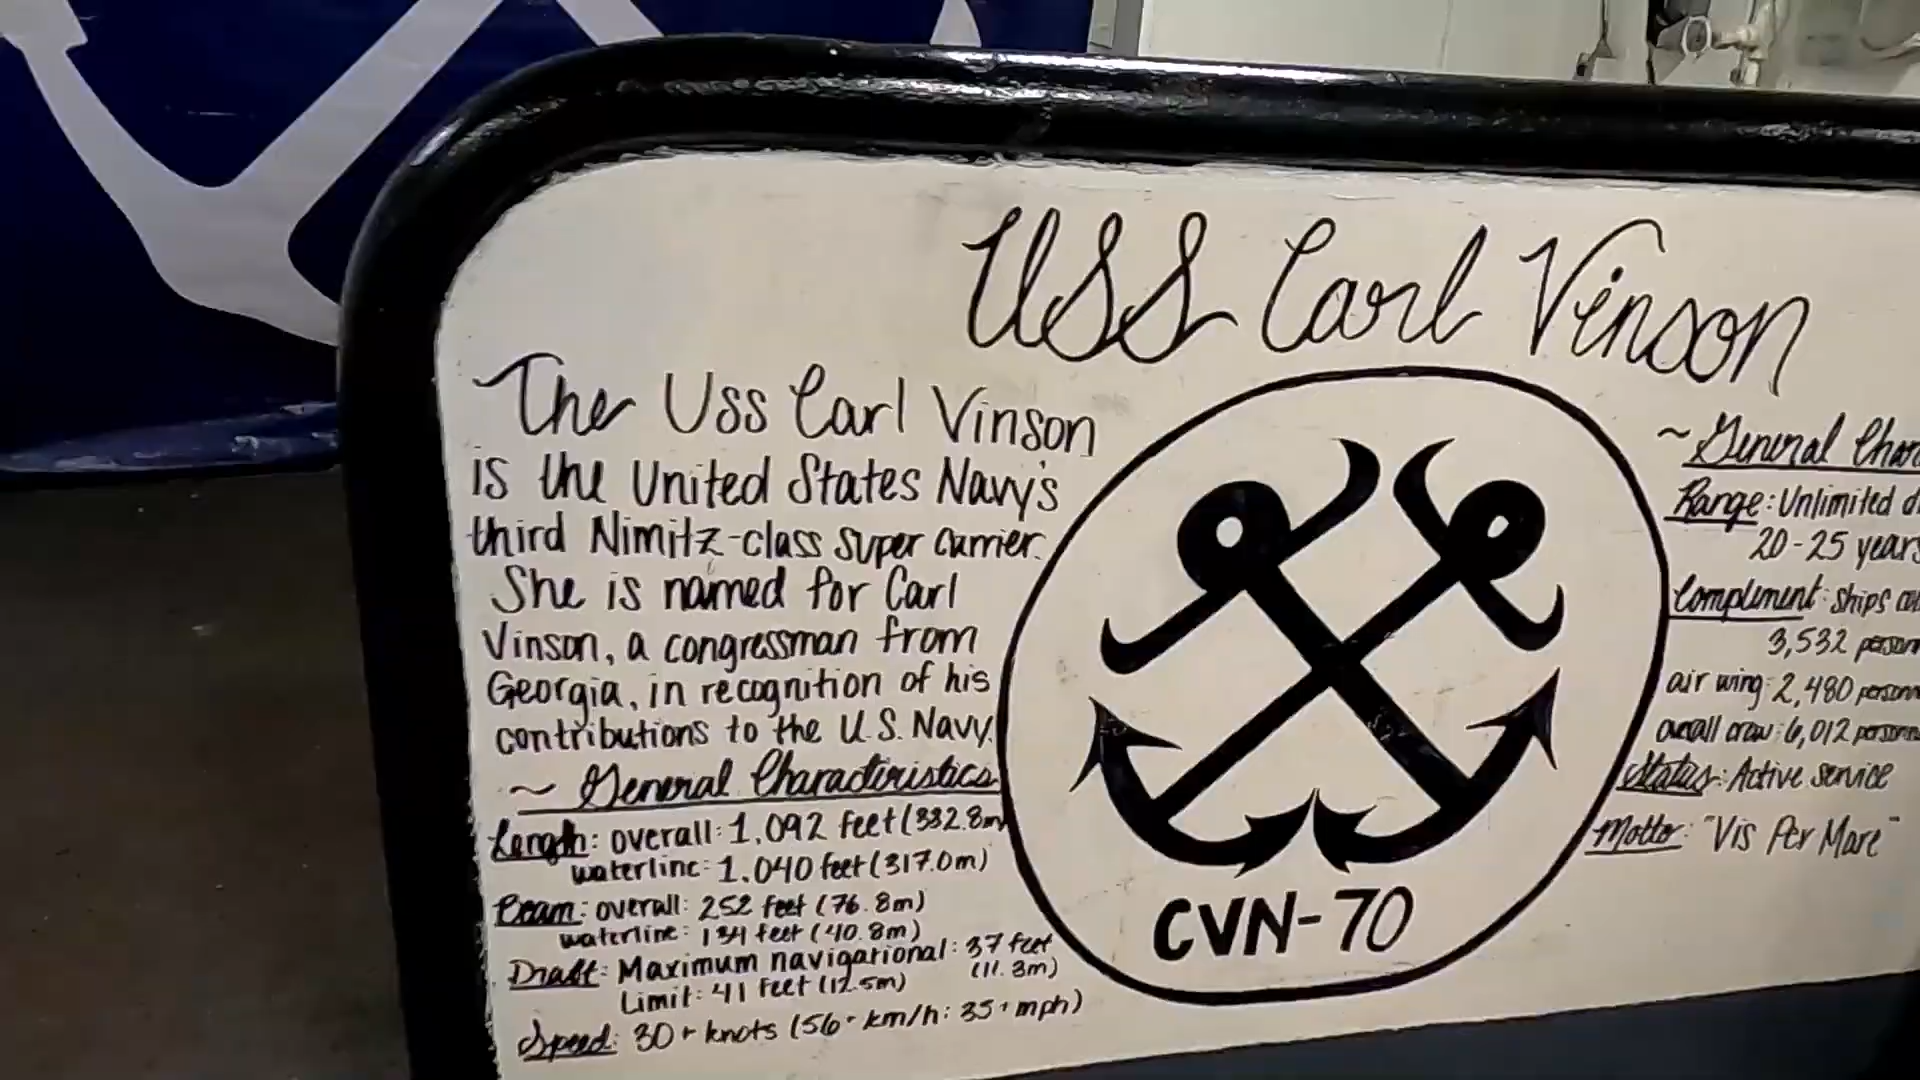 USS Carl Vinson
The Uss Carl Vinson
is the United States Navy's
third Nimitz-class super carrier.
She is named for Carl
Vinson, a congressman from
Georgia, in recognition of his
contributions to the U.S. Navy.
~ General Characteristics
Length: overall: 1,092 feet (332.8m
waterline: 1,040 feet (317.0m)
Beam: overall: 252 feet (76.8m)
waterline: 134 feet (40.8m)
Draft: Maximum navigational: 37 feet
(11.3m)
Limit: 41 feet (12.5m)
Speed: 30+ knots (56+ km/h: 35+ mph)
CVN-70
~ General Char
Range: Unlimited di
20-25 years
Compliment: ships
3,532 person
air wing: 2,480 personn
overall crew: 6,012 personn
Status: Active service
Motto: "Vis Per Mare"